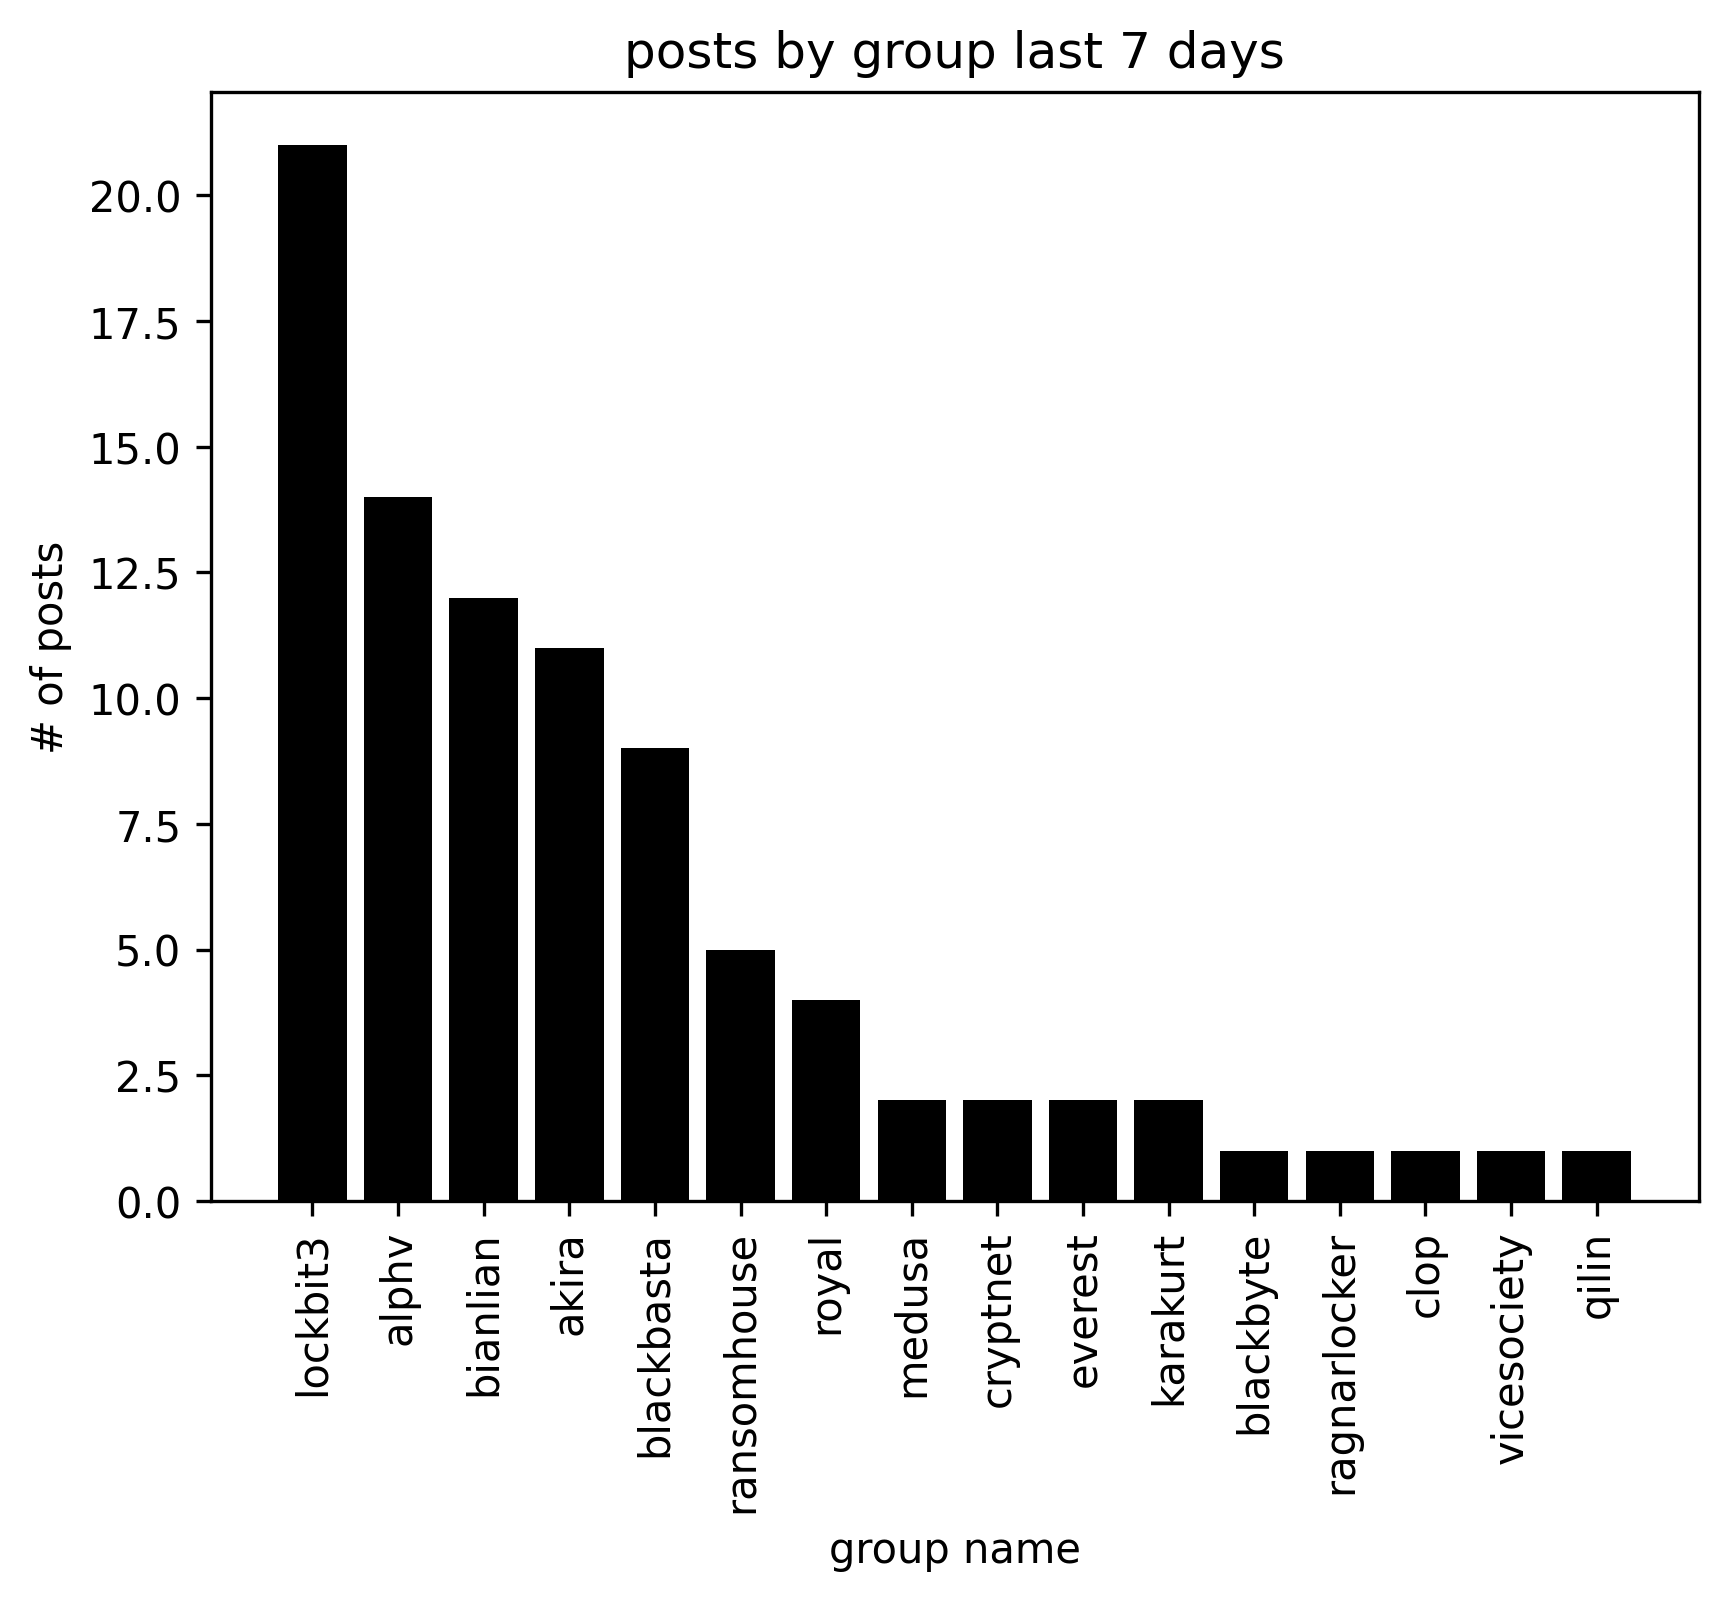 posts by group last 7 days
# of posts
20.0
17.5
15.0
12.5
10.0
7.5
5.0
2.5
0.0
lockbit3
alphv
bianlian
akira
blackbasta
ransomhouse
royal
medusa
cryptnet
everest
karakurt
blackbyte
ragnarlocker
clop
vicesociety
qilin
group name